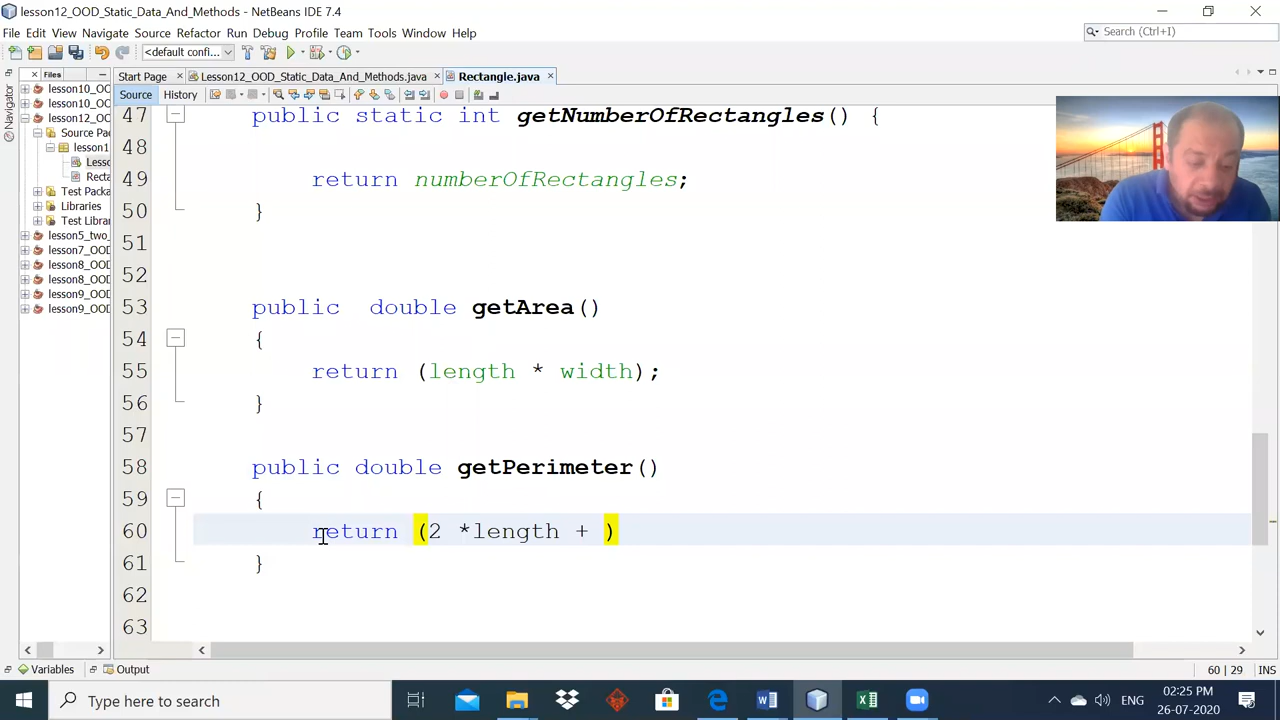 lesson12_OOD_Static_Data_And_Methods - NetBeans IDE 7.4
File Edit View Navigate Source Refactor Run Debug Profile Team Tools Window Help
Search (Ctrl+I)
<default confi...
Files
Start Page
Lesson12_OOD_Static_Data_And_Methods.java
Rectangle.java
Navigator
Source History
lesson10_OO
lesson10_OO
lesson12_OO
Source Pac
lesson1
Lesso
Recta
Test Packa
Libraries
Test Librar
lesson5_two_
lesson7_OOD
lesson8_OOD
lesson8_OOD
lesson9_OOD
lesson9_OOD
47 public static int getNumberOfRectangles() {
48
49 return numberOfRectangles;
50 }
51
52
53 public  double getArea()
54 {
55 return (length * width);
56 }
57
58 public double getPerimeter()
59 {
60 return (2 *length + )
61 }
62
63
Variables Output
60 | 29 INS
Type here to search
ENG
02:25 PM
26-07-2020